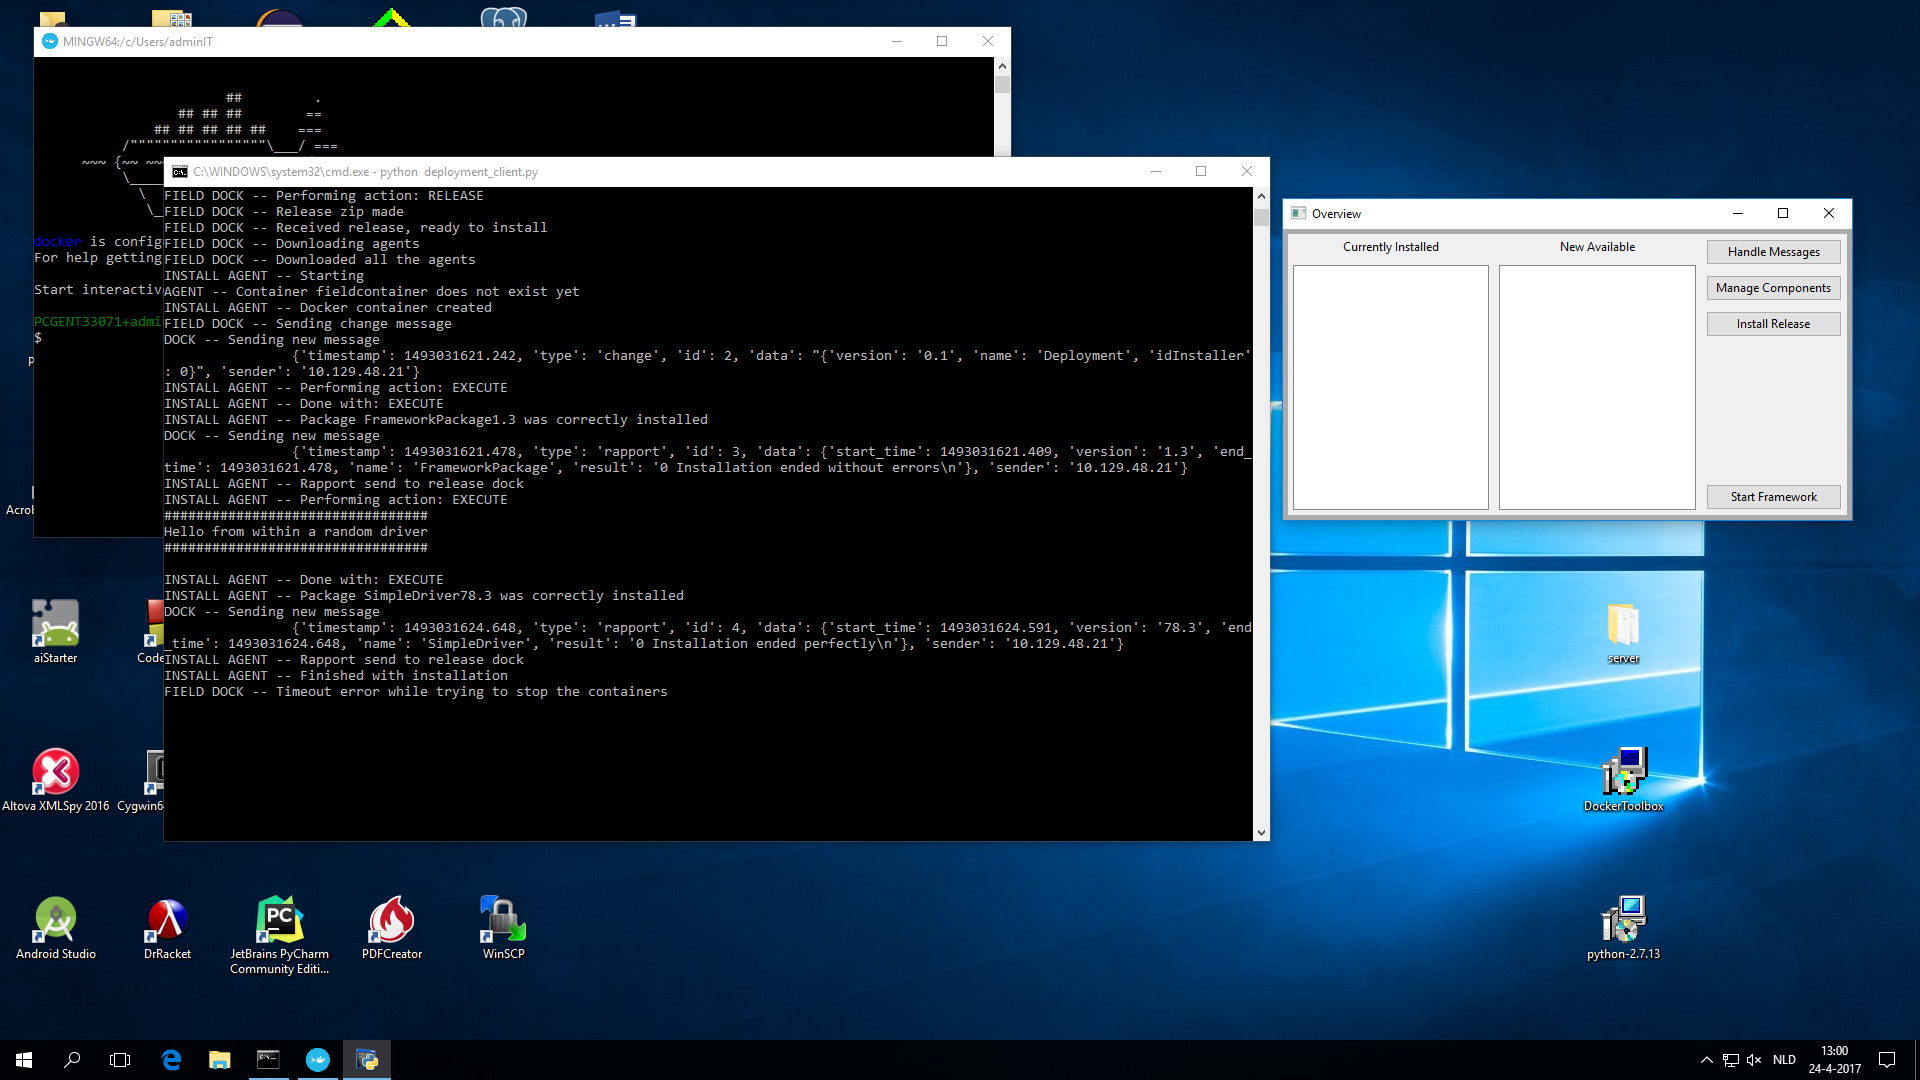 MINGW64:/c/Users/adminIT
## .
## ## ## ==
## ## ## ## ## ===
/"""""""""""""""""\___/ ===
~~~ {~~ ~~
\____
\
\_
docker is config
For help getting
Start interactiv
PCGENT33071+admi
$
C:\WINDOWS\system32\cmd.exe - python deployment_client.py
FIELD DOCK -- Performing action: RELEASE
FIELD DOCK -- Release zip made
FIELD DOCK -- Received release, ready to install
FIELD DOCK -- Downloading agents
FIELD DOCK -- Downloaded all the agents
INSTALL AGENT -- Starting
AGENT -- Container fieldcontainer does not exist yet
INSTALL AGENT -- Docker container created
FIELD DOCK -- Sending change message
DOCK -- Sending new message
{'timestamp': 1493031621.242, 'type': 'change', 'id': 2, 'data': "{'version': '0.1', 'name': 'Deployment', 'idInstaller'
: 0}", 'sender': '10.129.48.21'}
INSTALL AGENT -- Performing action: EXECUTE
INSTALL AGENT -- Done with: EXECUTE
INSTALL AGENT -- Package FrameworkPackage1.3 was correctly installed
DOCK -- Sending new message
{'timestamp': 1493031621.478, 'type': 'rapport', 'id': 3, 'data': {'start_time': 1493031621.409, 'version': '1.3', 'end_
time': 1493031621.478, 'name': 'FrameworkPackage', 'result': '0 Installation ended without errors\n'}, 'sender': '10.129.48.21'}
INSTALL AGENT -- Rapport send to release dock
INSTALL AGENT -- Performing action: EXECUTE
#################################
Hello from within a random driver
#################################
INSTALL AGENT -- Done with: EXECUTE
INSTALL AGENT -- Package SimpleDriver78.3 was correctly installed
DOCK -- Sending new message
{'timestamp': 1493031624.648, 'type': 'rapport', 'id': 4, 'data': {'start_time': 1493031624.591, 'version': '78.3', 'end
_time': 1493031624.648, 'name': 'SimpleDriver', 'result': '0 Installation ended perfectly\n'}, 'sender': '10.129.48.21'}
INSTALL AGENT -- Rapport send to release dock
INSTALL AGENT -- Finished with installation
FIELD DOCK -- Timeout error while trying to stop the containers
Overview
Currently Installed
New Available
Handle Messages
Manage Components
Install Release
Start Framework
P
Acrob
aiStarter
Code
server
Altova XMLSpy 2016
Cygwin6
DockerToolbox
Android Studio
DrRacket
JetBrains PyCharm
Community Editi...
PDFCreator
WinSCP
python-2.7.13
NLD
13:00
24-4-2017